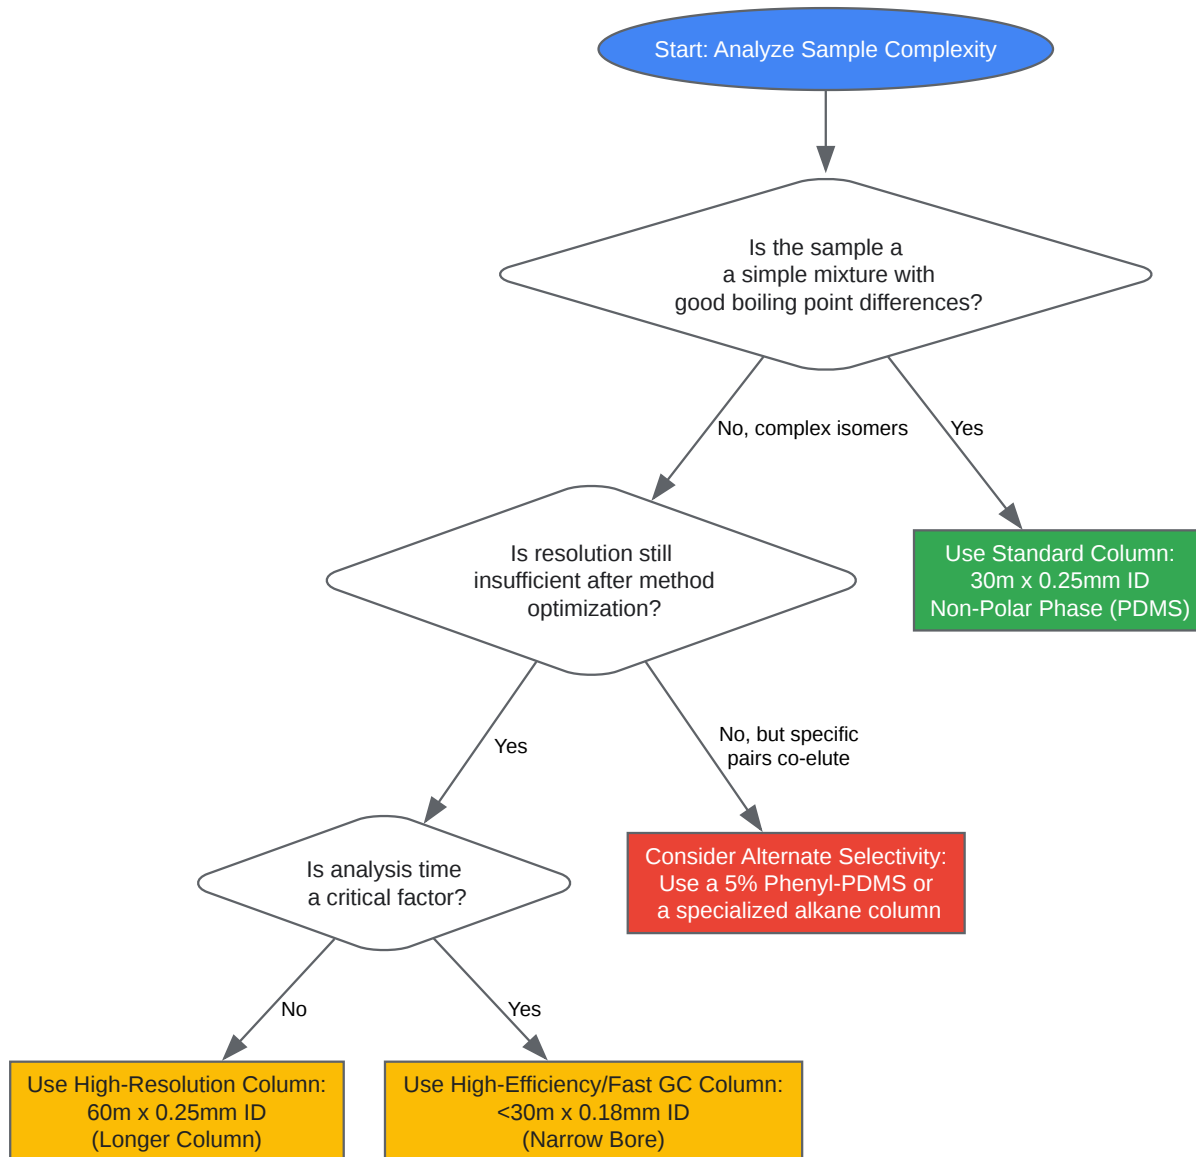 Start: Analyze Sample Complexity
Is the sample a
a simple mixture with
good boiling point differences?
No, complex isomers
Yes
Is resolution still
insufficient after method
optimization?
Use Standard Column:
30m x 0.25mm ID
Non-Polar Phase (PDMS)
Yes
No, but specific
pairs co-elute
Is analysis time
a critical factor?
Consider Alternate Selectivity:
Use a 5% Phenyl-PDMS or
a specialized alkane column
No
Yes
Use High-Resolution Column:
60m x 0.25mm ID
(Longer Column)
Use High-Efficiency/Fast GC Column:
<30m x 0.18mm ID
(Narrow Bore)